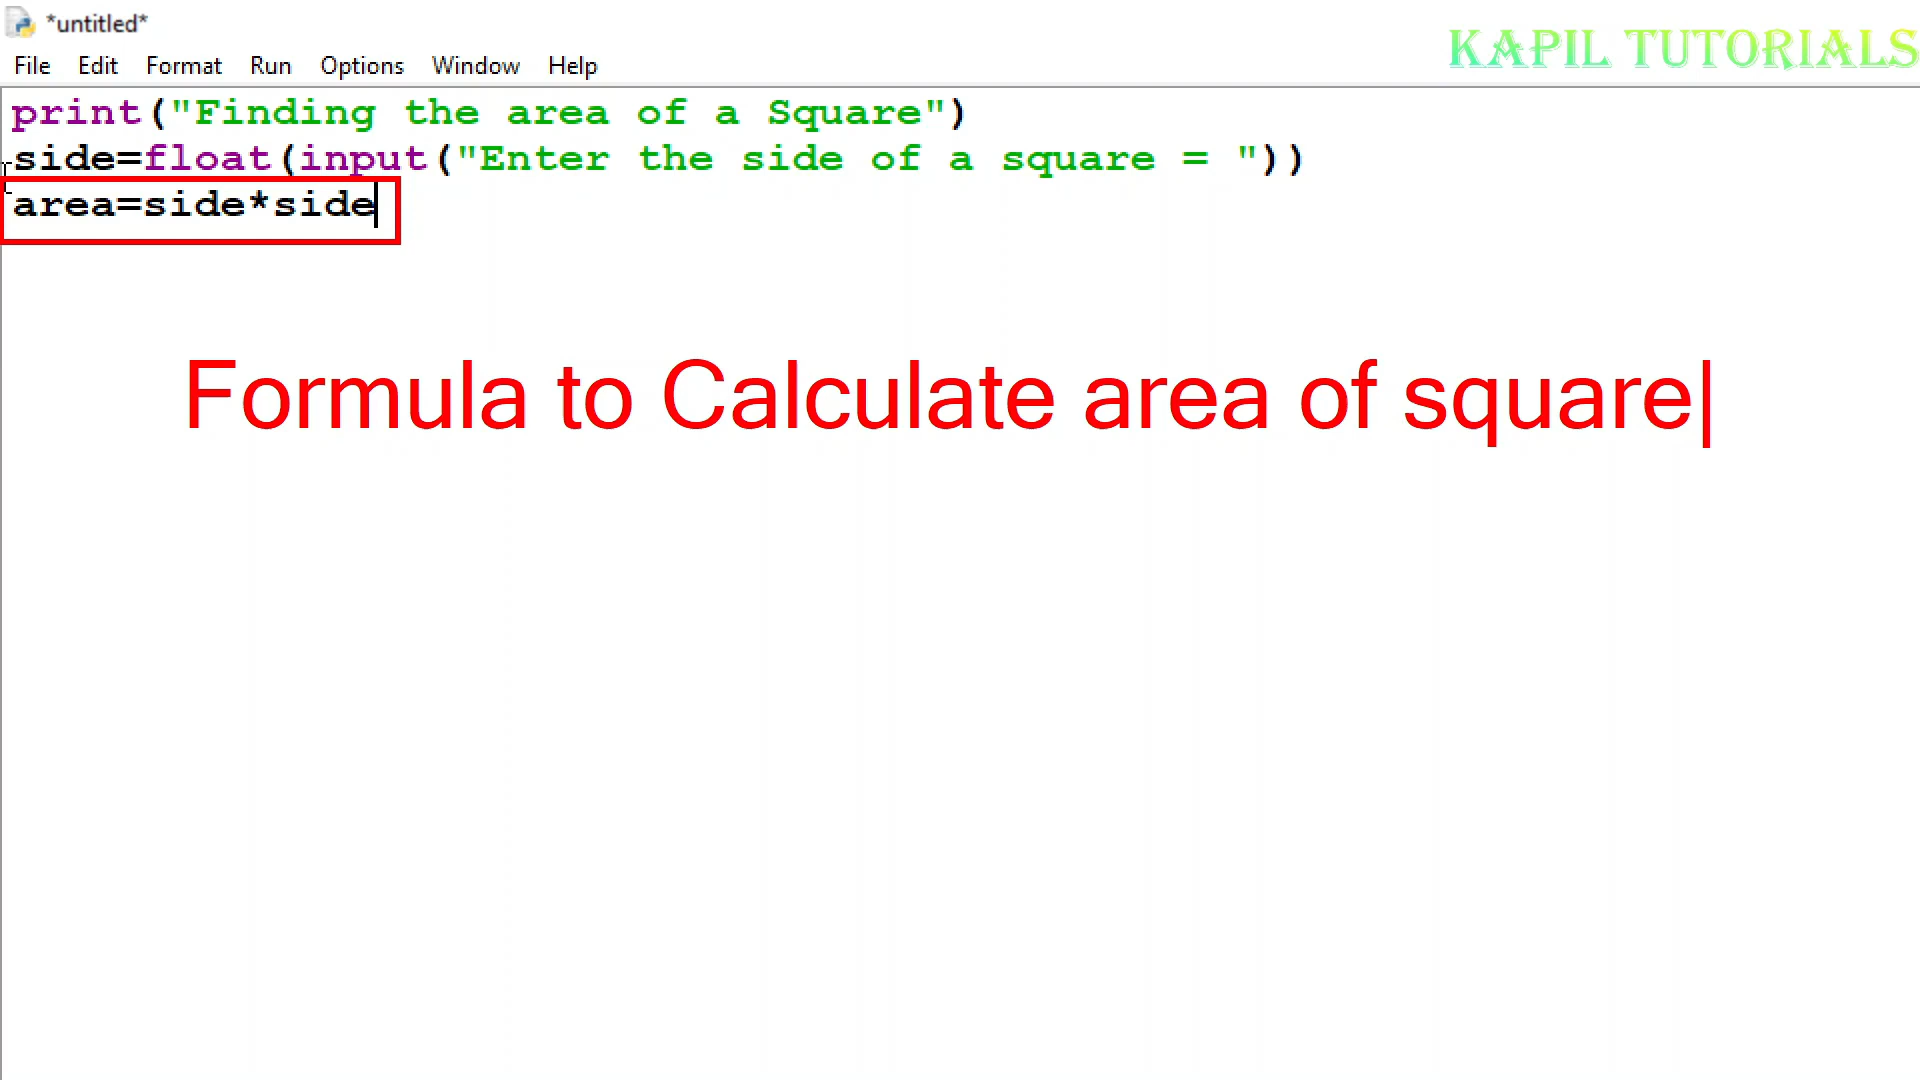 *untitled*
File Edit Format Run Options Window Help
KAPIL TUTORIALS
print("Finding the area of a Square")
side=float(input("Enter the side of a square = "))
area=side*side
Formula to Calculate area of square